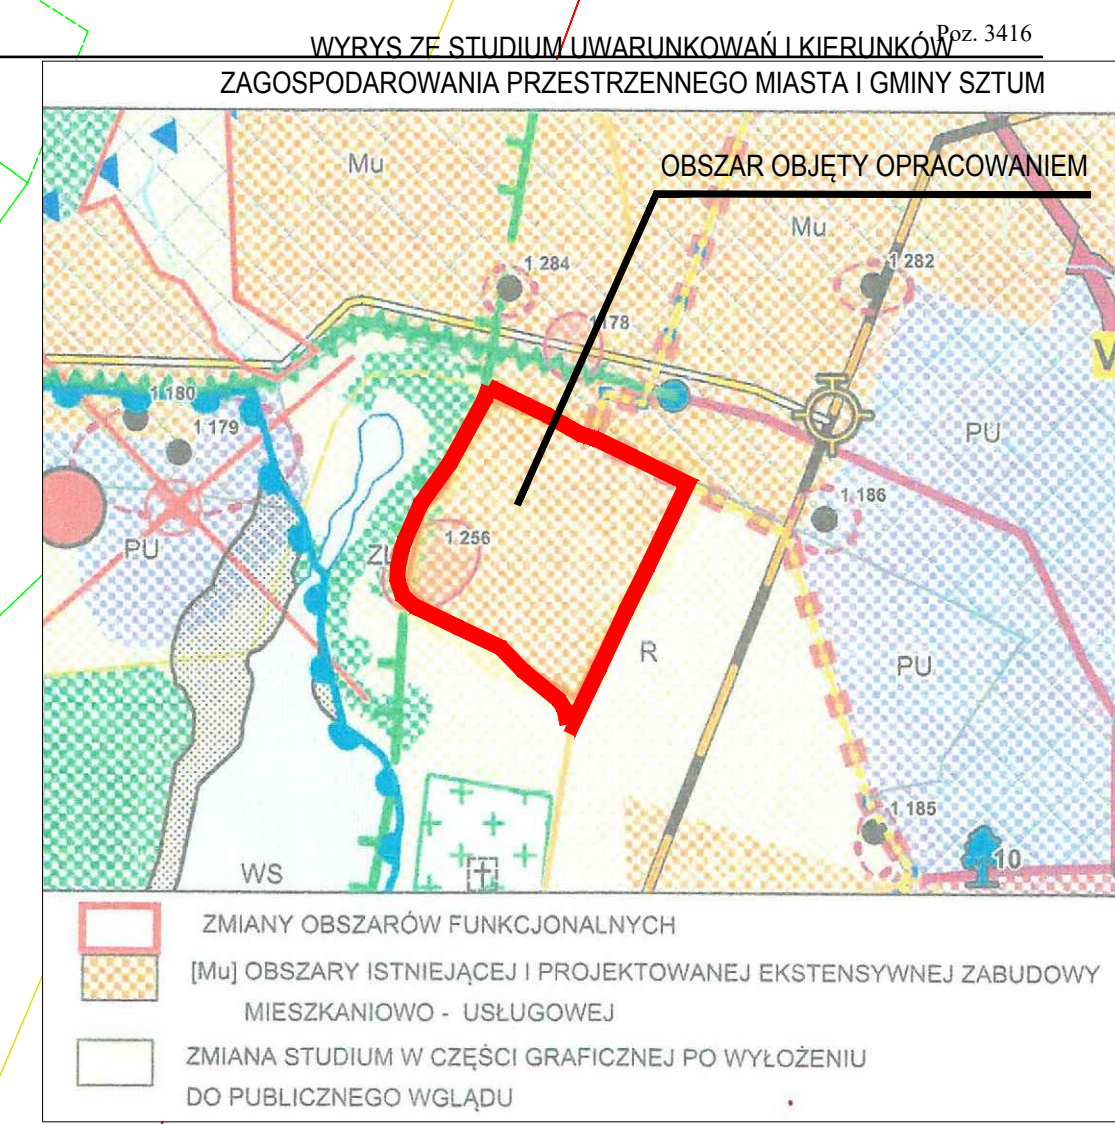 Poz. 3416
WYRYS ZE STUDIUM UWARUNKOWAŃ I KIERUNKÓW
ZAGOSPODAROWANIA PRZESTRZENNEGO MIASTA I GMINY SZTUM
Mu
OBSZAR OBJĘTY OPRACOWANIEM
Mu
1 284
1 282
1178
V
1 180
1 179
PU
1 186
1 256
PU
ZL
R
PU
1 185
10
WS
ZMIANY OBSZARÓW FUNKCJONALNYCH
[Mu] OBSZARY ISTNIEJĄCEJ I PROJEKTOWANEJ EKSTENSYWNEJ ZABUDOWY
MIESZKANIOWO - USŁUGOWEJ
ZMIANA STUDIUM W CZĘŚCI GRAFICZNEJ PO WYŁOŻENIU
DO PUBLICZNEGO WGLĄDU